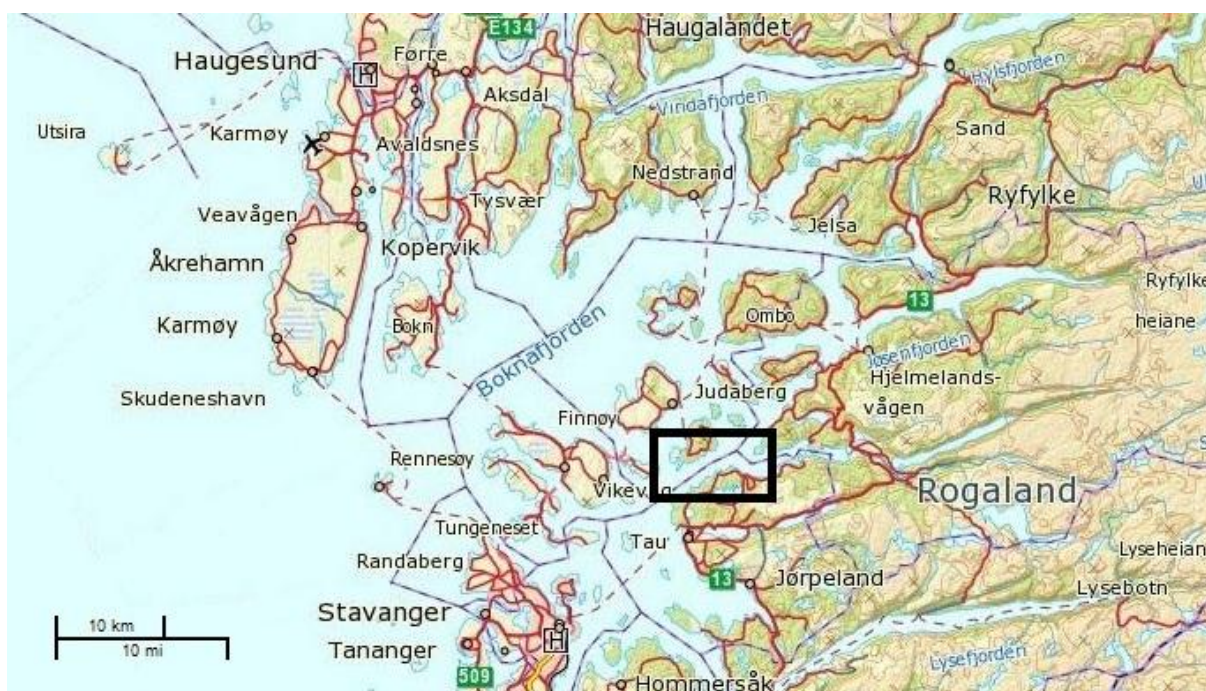 E134
Haugalandet
Førre
Haugesund
Hylsfjorden
Aksdal
Vindafjorden
Utsira
Karmøy
Sand
Avaldsnes
Nedstrand
Ryfylke
Tysvær
Veavågen
Jelsa
Kopervik
Åkrehamn
Ryfylke
13
heiane
Karmøy
Bokn
Ombo
Boknafjorden
Jøsenfjorden
Hjelmelands-
vågen
Skudeneshavn
Judaberg
Finnøy
Rennesøy
Vikevåg
Rogaland
Tungeneset
Tau
Randaberg
Lyseheian
13
Jørpeland
Lysebotn
Stavanger
10 km
10 mi
Tananger
H
509
Lysefjorden
Hommersåk
H